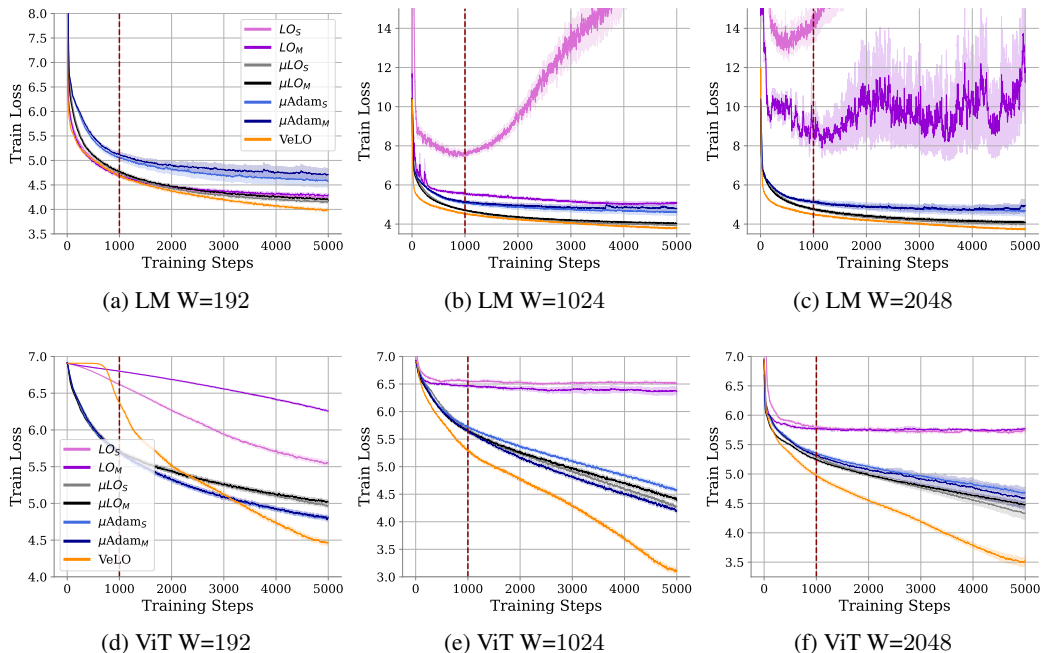 8.0
7.5
7.0
6.5
6.0
5.5
5.0
4.5
4.0
3.5
Train Loss
0 1000 2000 3000 4000 5000
Training Steps
LO_S
LO_M
μLO_S
μLO_M
μAdam_S
μAdam_M
VeLO
(a) LM W=192
14
12
10
8
6
4
Train Loss
0 1000 2000 3000 4000 5000
Training Steps
(b) LM W=1024
14
12
10
8
6
4
Train Loss
0 1000 2000 3000 4000 5000
Training Steps
(c) LM W=2048
7.0
6.5
6.0
5.5
5.0
4.5
4.0
Train Loss
0 1000 2000 3000 4000 5000
Training Steps
LO_S
LO_M
μLO_S
μLO_M
μAdam_S
μAdam_M
VeLO
(d) ViT W=192
7.0
6.5
6.0
5.5
5.0
4.5
4.0
3.5
3.0
Train Loss
0 1000 2000 3000 4000 5000
Training Steps
(e) ViT W=1024
7.0
6.5
6.0
5.5
5.0
4.5
4.0
3.5
Train Loss
0 1000 2000 3000 4000 5000
Training Steps
(f) ViT W=2048